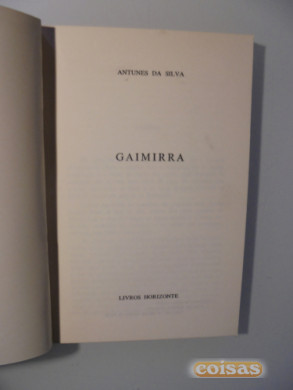 ANTUNES DA SILVA
GAIMIRRA
LIVROS HORIZONTE
coisas